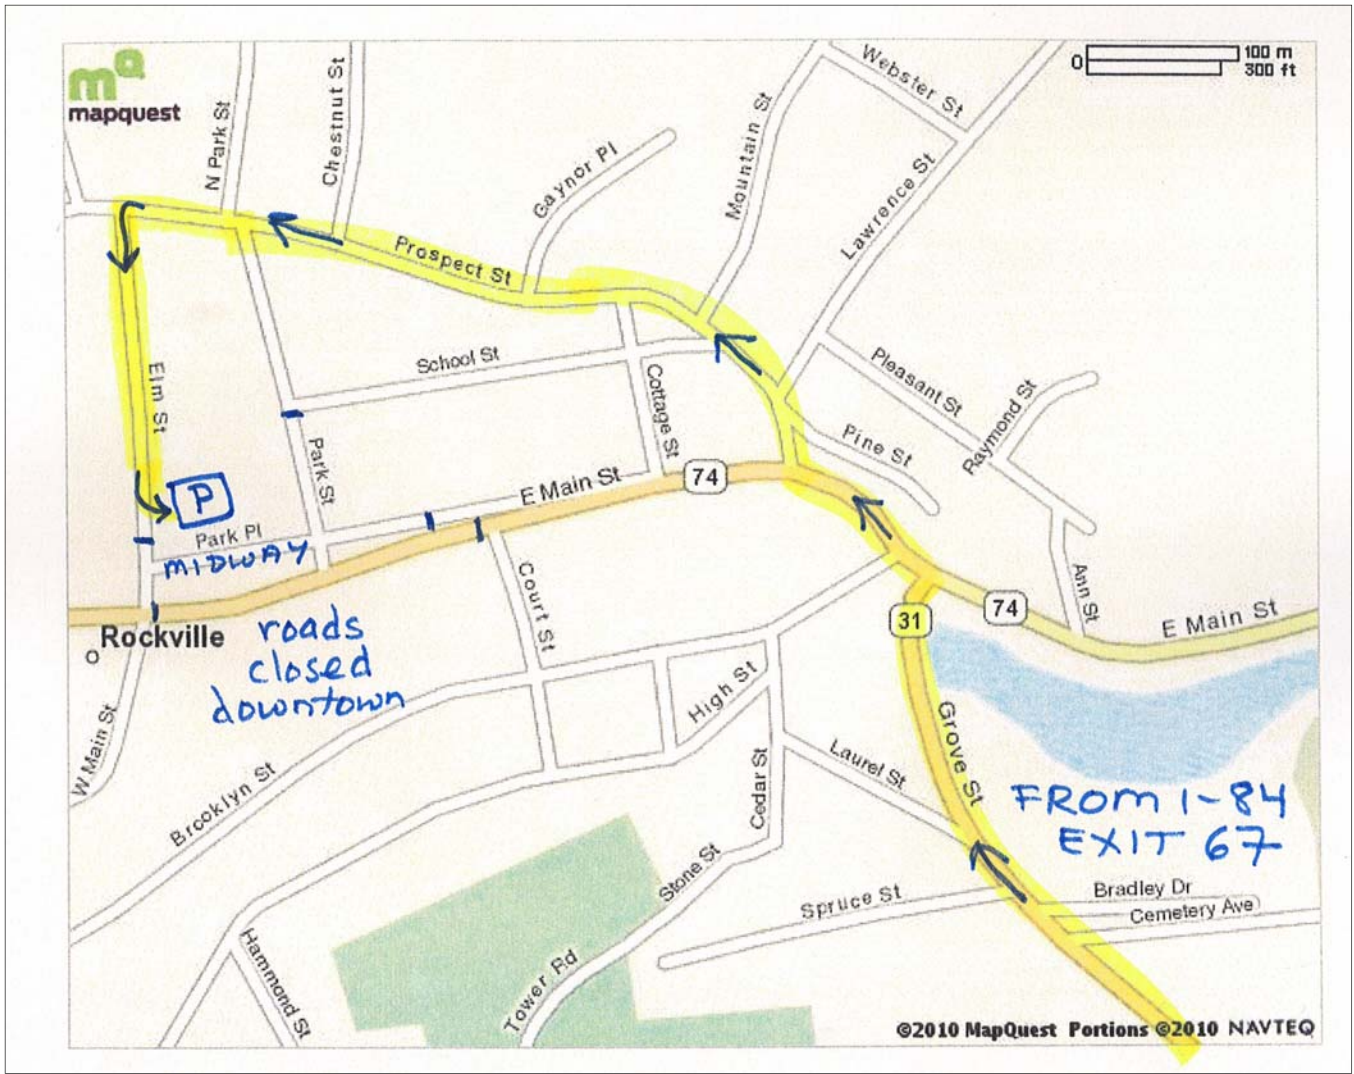 mapquest
N Park St
Chestnut St
Gaynor Pl
Mountain St
Webster St
Lawrence St
0
100 m
300 ft
Prospect St
School St
Cottage St
Pleasant St
Raymond St
Pine St
Elm St
Park St
E Main St
74
P
Park Pl
MIDWAY
Court St
31
74
Ann St
E Main St
Rockville
roads
closed
downtown
High St
Grove St
W Main St
Brooklyn St
Laurel St
Cedar St
FROM I-84
EXIT 67
Stone St
Spruce St
Bradley Dr
Cemetery Ave
Hammond St
Tower Rd
©2010 MapQuest Portions ©2010 NAVTEQ